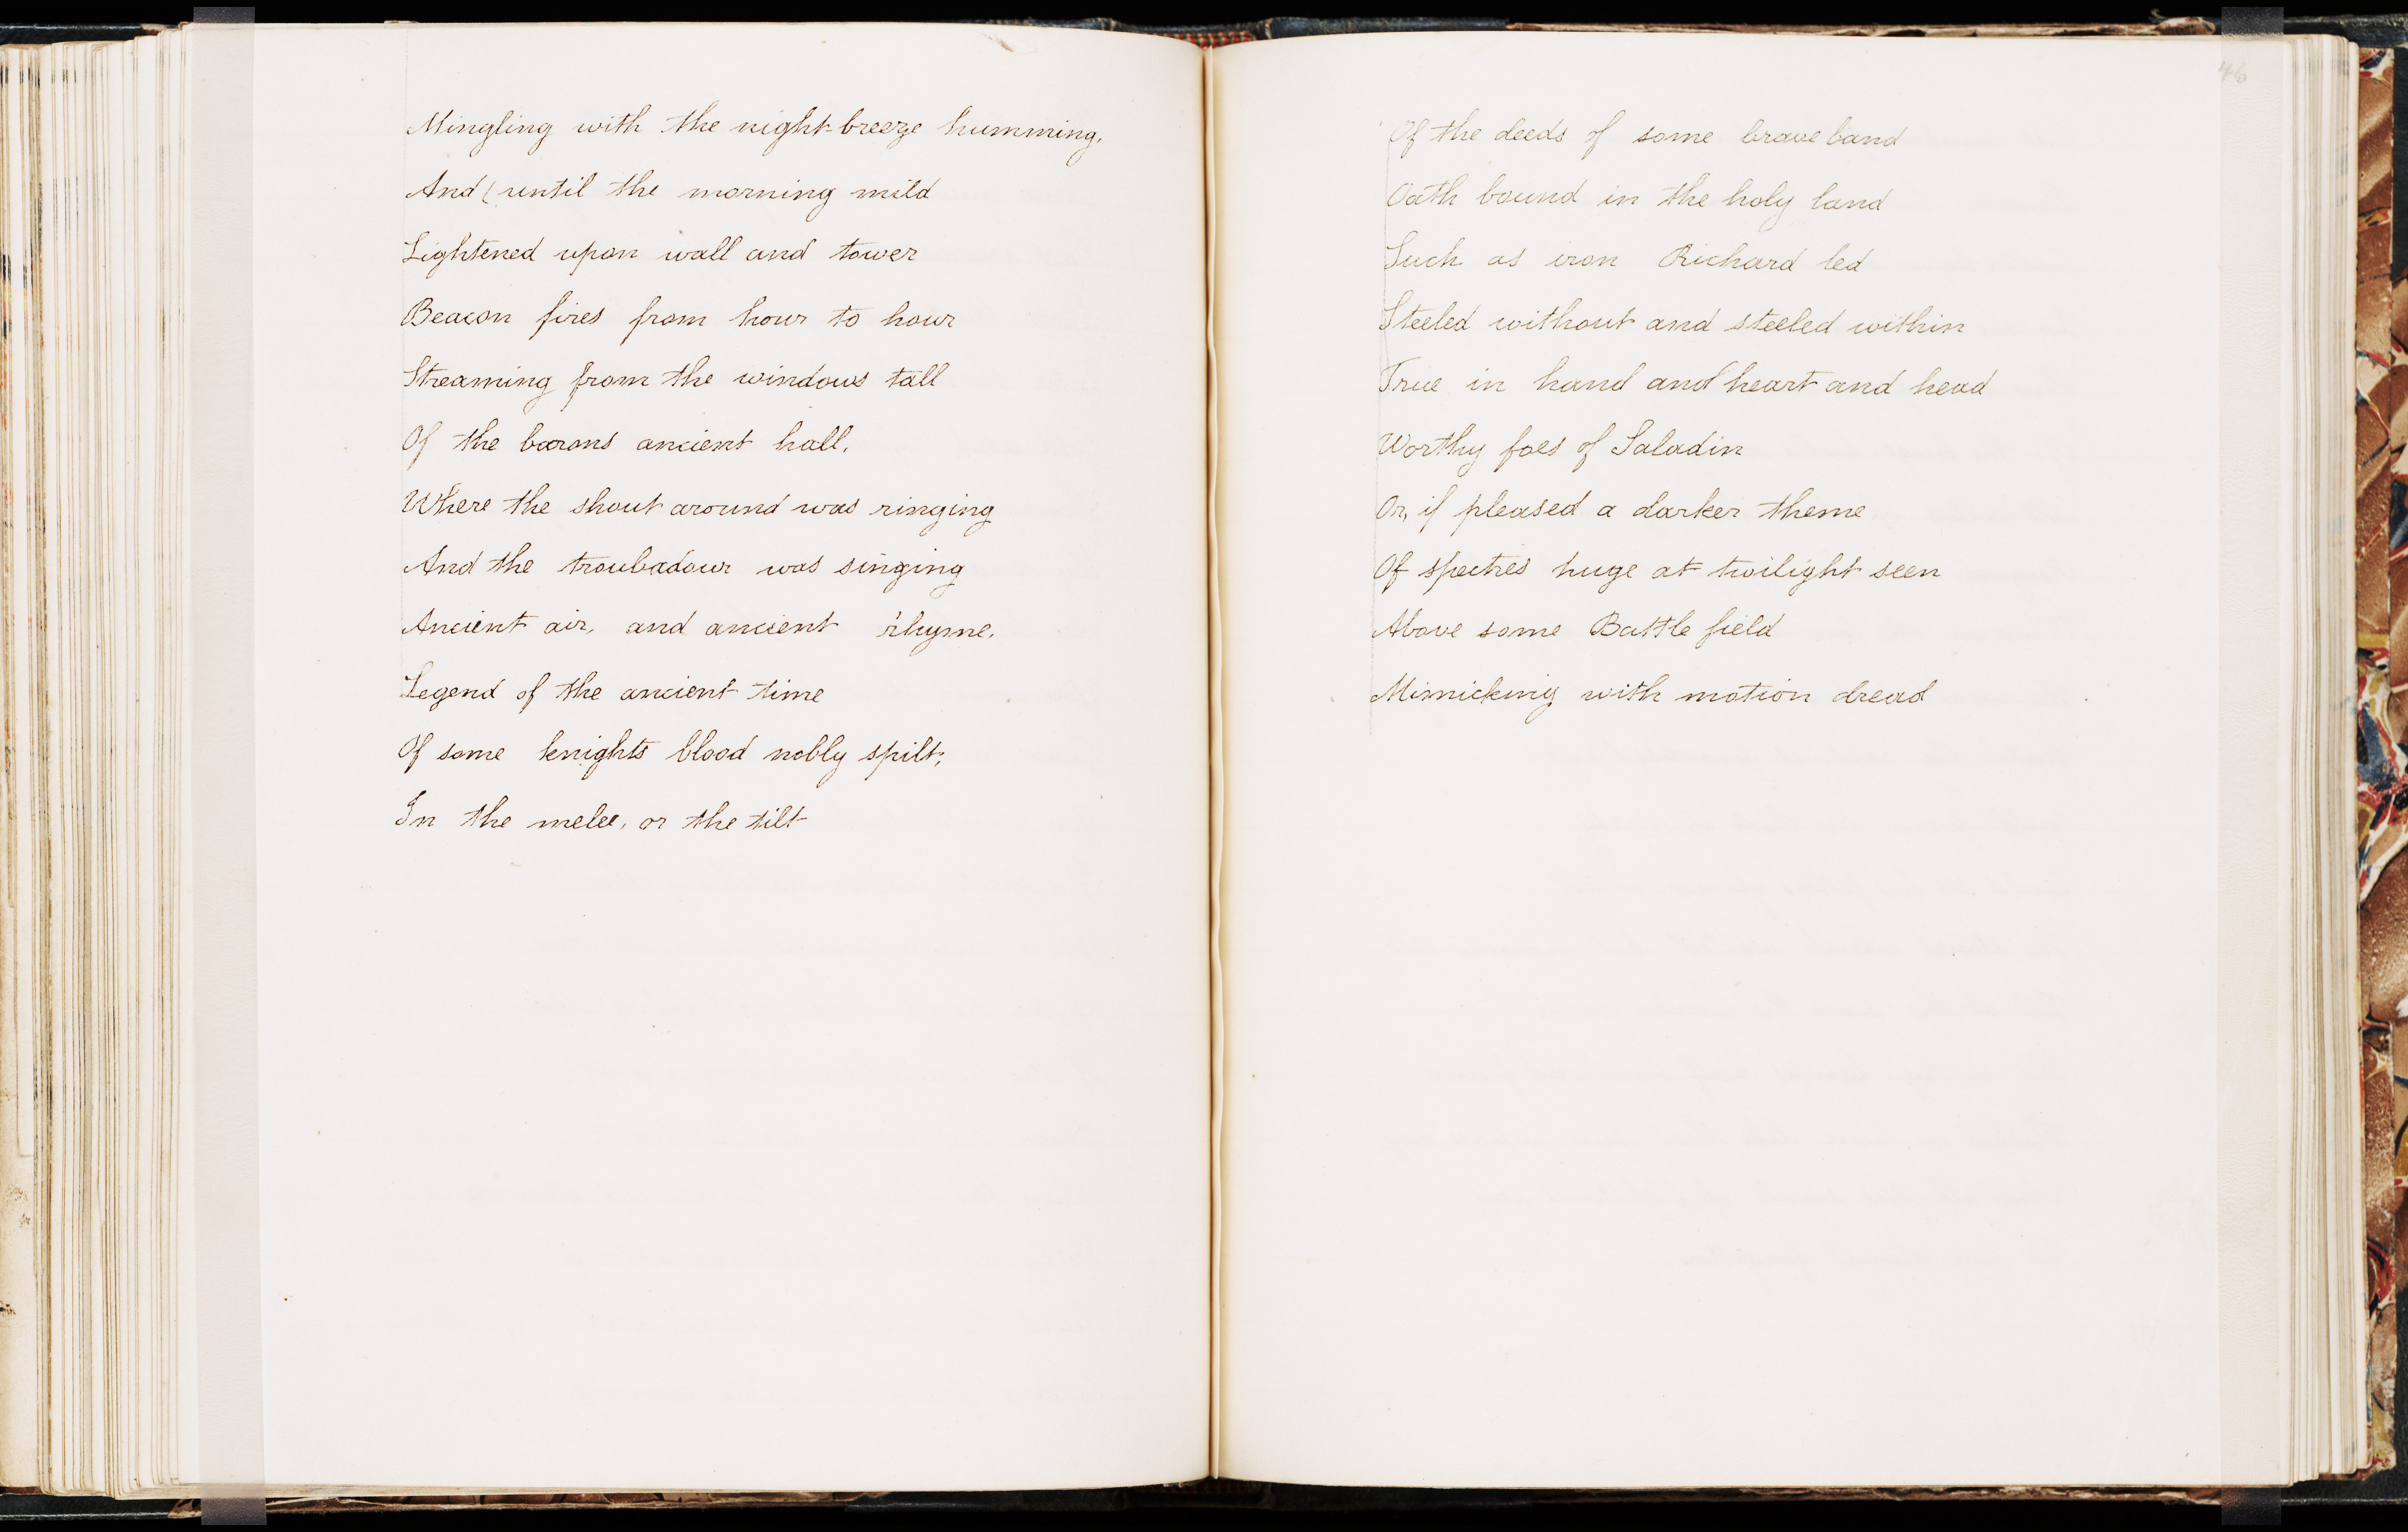 Mingling with the night-breeze humming,
And (until the morning mild
Lightened upon wall and tower
Beacon fires from hour to hour
Streaming from the windows tall
Of the barons ancient hall,
Where the shout around was ringing
And the troubadour was singing
Ancient air, and ancient rhyme,
Legend of the ancient time
Of some knights blood nobly spilt,
In the melee, or the tilt
46
Of the deeds of some brave band
Oath bound in the holy land
Such as iron Richard led
Steeled without and steeled within
True in hand and heart and head
Worthy foes of Saladin
Or, if pleased a darker theme
Of spectres huge at twilight seen
Above some Battle field
Mimicking with motion dread